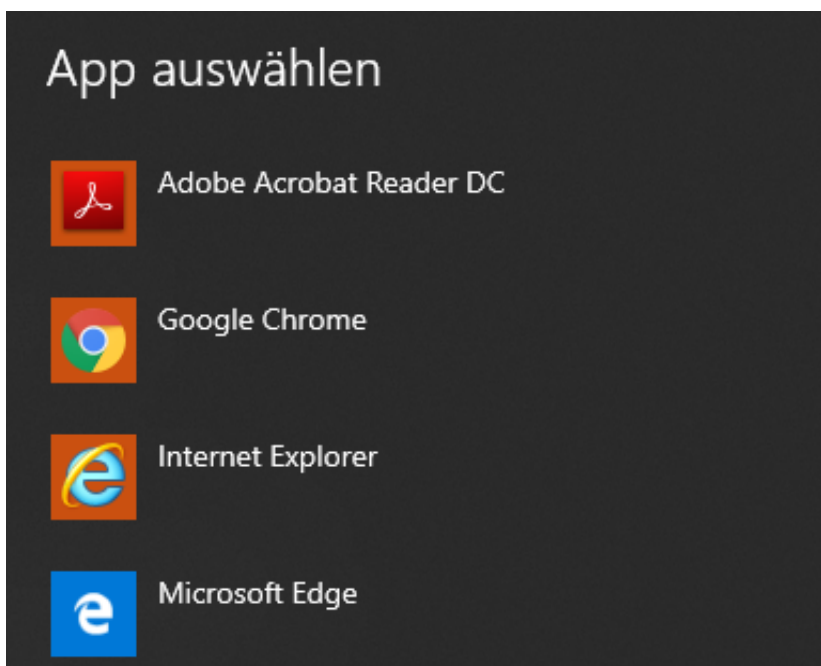 App auswählen
Adobe Acrobat Reader DC
Google Chrome
Internet Explorer
Microsoft Edge